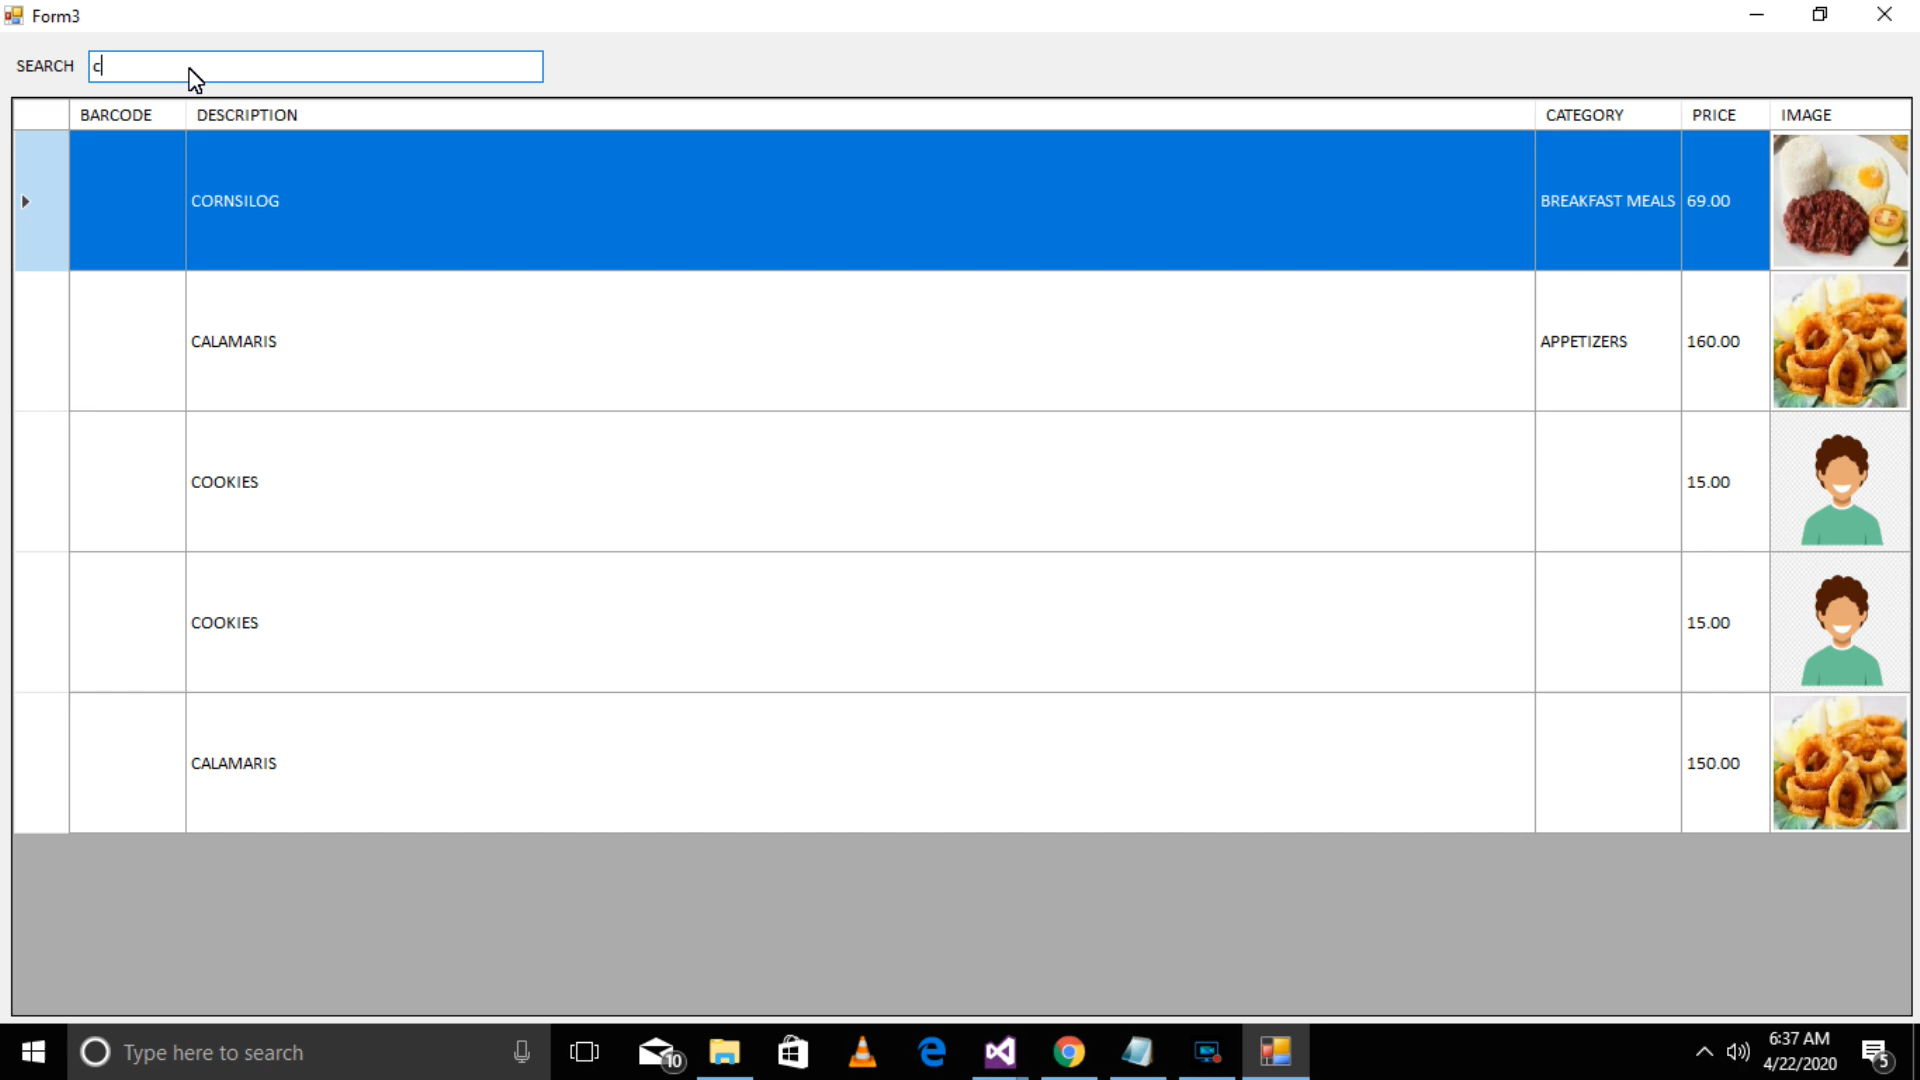 Form3
SEARCH c
BARCODE DESCRIPTION CATEGORY PRICE IMAGE
CORNSILOG BREAKFAST MEALS 69.00
CALAMARIS APPETIZERS 160.00
COOKIES 15.00
COOKIES 15.00
CALAMARIS 150.00
Type here to search
10
6:37 AM
4/22/2020
5